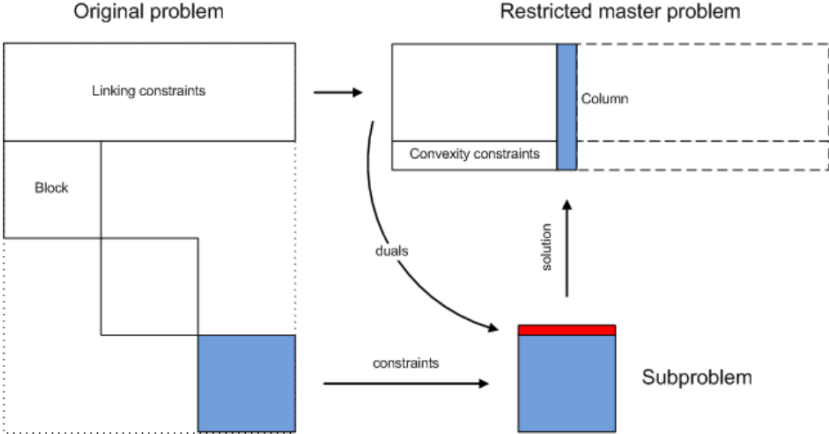 Original problem
Restricted master problem
Linking constraints
Column
Convexity constraints
Block
duals
solution
constraints
Subproblem